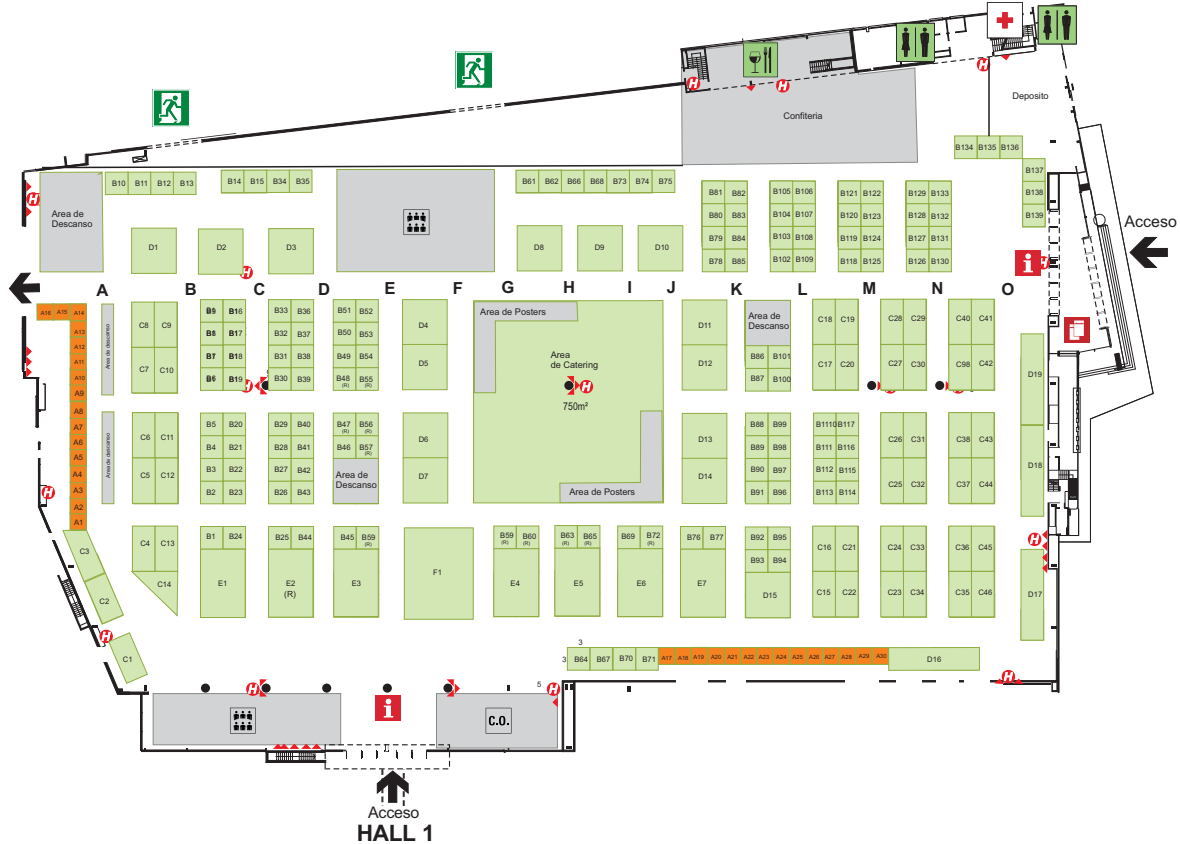 Deposito
Confiteria
B134 B135 B136
B137
B138
B139
Acceso
Area de
Descanso
B10 B11 B12 B13
B14 B15 B34 B35
B61 B62 B66 B68 B73 B74 B75
B81 B82
B80 B83
B79 B84
B78 B85
B105 B106
B104 B107
B103 B108
B102 B109
B121 B122
B120 B123
B119 B124
B118 B125
B129 B133
B128 B132
B127 B131
B126 B130
D1 D2 D3
D8 D9 D10
H
i
A B C D E F G H I J K L M N O
A16 A15 A14
A13
A12
A11
A10
A9
A8
A7
A6
A5
A4
A3
A2
A1
Area de descanso
Area de descanso
C8 C9
C7 C10
C6 C11
C5 C12
C4 C13
C14
C3
C2
C1
B9 B16
B8 B17
B7 B18
B6 B19
B5 B20
B4 B21
B3 B22
B2 B23
B1 B24
E1
B33 B36
B32 B37
B31 B38
B30 B39
B29 B40
B28 B41
B27 B42
B26 B43
B25 B44
E2
(R)
B51 B52
B50 B53
B49 B54
B48 B55
(R) (R)
B47 B56
(R) (R)
B46 B57
(R)
Area de
Descanso
B45 B59
(R)
E3
D4
D5
D6
D7
F1
Area de Posters
Area
de Catering
H
750m²
Area de Posters
B59 B60
(R) (R)
E4
B63 B65
(R) (R)
E5
B69 B72
(R)
E6
D11
D12
D13
D14
B76 B77
E7
Area de
Descanso
B86 B101
B87 B100
B88 B99
B89 B98
B90 B97
B91 B96
B92 B95
B93 B94
D15
C18 C19
C17 C20
B1110 B117
B111 B116
B112 B115
B113 B114
C16 C21
C15 C22
C28 C29
C27 C30
C26 C31
C25 C32
C24 C33
C23 C34
C40 C41
C98 C42
C38 C43
C37 C44
C36 C45
C35 C46
D19
D18
D17
3
3 B64 B67 B70 B71 A17 A18 A19 A20 A21 A22 A23 A24 A25 A26 A27 A28 A29 A30 D16
5
i
C.O.
Acceso
HALL 1